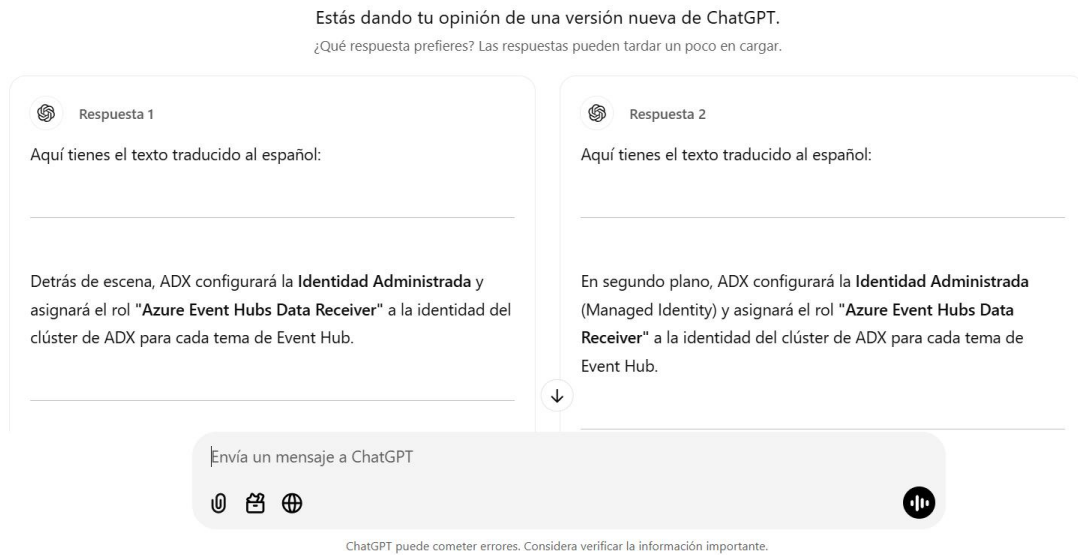 Estás dando tu opinión de una versión nueva de ChatGPT.
¿Qué respuesta prefieres? Las respuestas pueden tardar un poco en cargar.
Respuesta 1
Aquí tienes el texto traducido al español:
Detrás de escena, ADX configurará la Identidad Administrada y
asignará el rol "Azure Event Hubs Data Receiver" a la identidad del
clúster de ADX para cada tema de Event Hub.
Respuesta 2
Aquí tienes el texto traducido al español:
En segundo plano, ADX configurará la Identidad Administrada
(Managed Identity) y asignará el rol "Azure Event Hubs Data
Receiver" a la identidad del clúster de ADX para cada tema de
Event Hub.
Envía un mensaje a ChatGPT
ChatGPT puede cometer errores. Considera verificar la información importante.